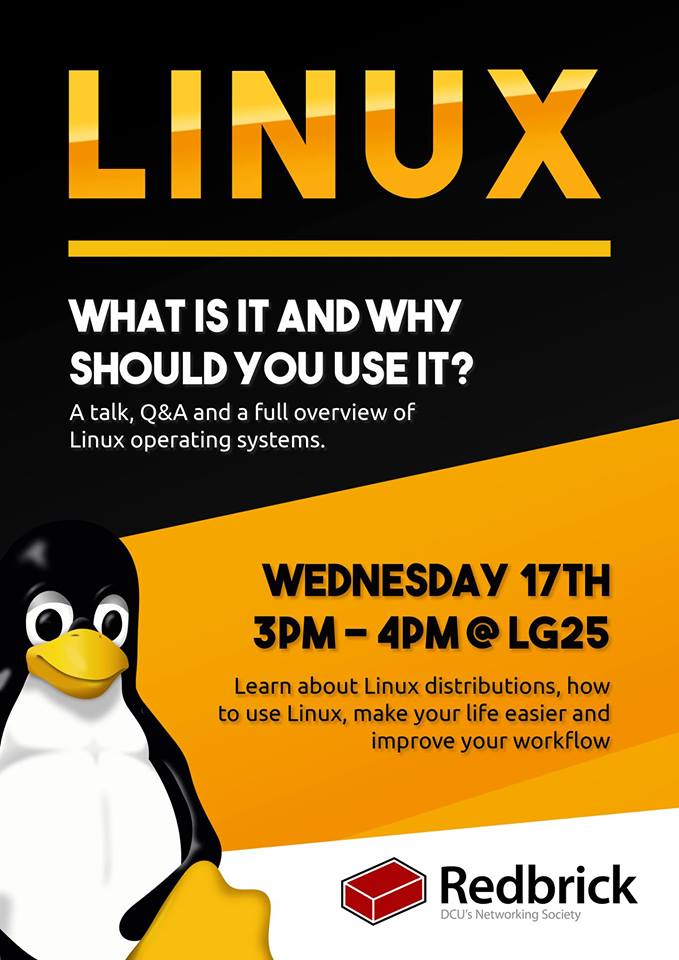 LINUX
WHAT IS IT AND WHY
SHOULD YOU USE IT?
A talk, Q&A and a full overview of
Linux operating systems.
WEDNESDAY 17TH
3PM – 4PM @ LG25
Learn about Linux distributions, how
to use Linux, make your life easier and
improve your workflow
Redbrick
DCU's Networking Society